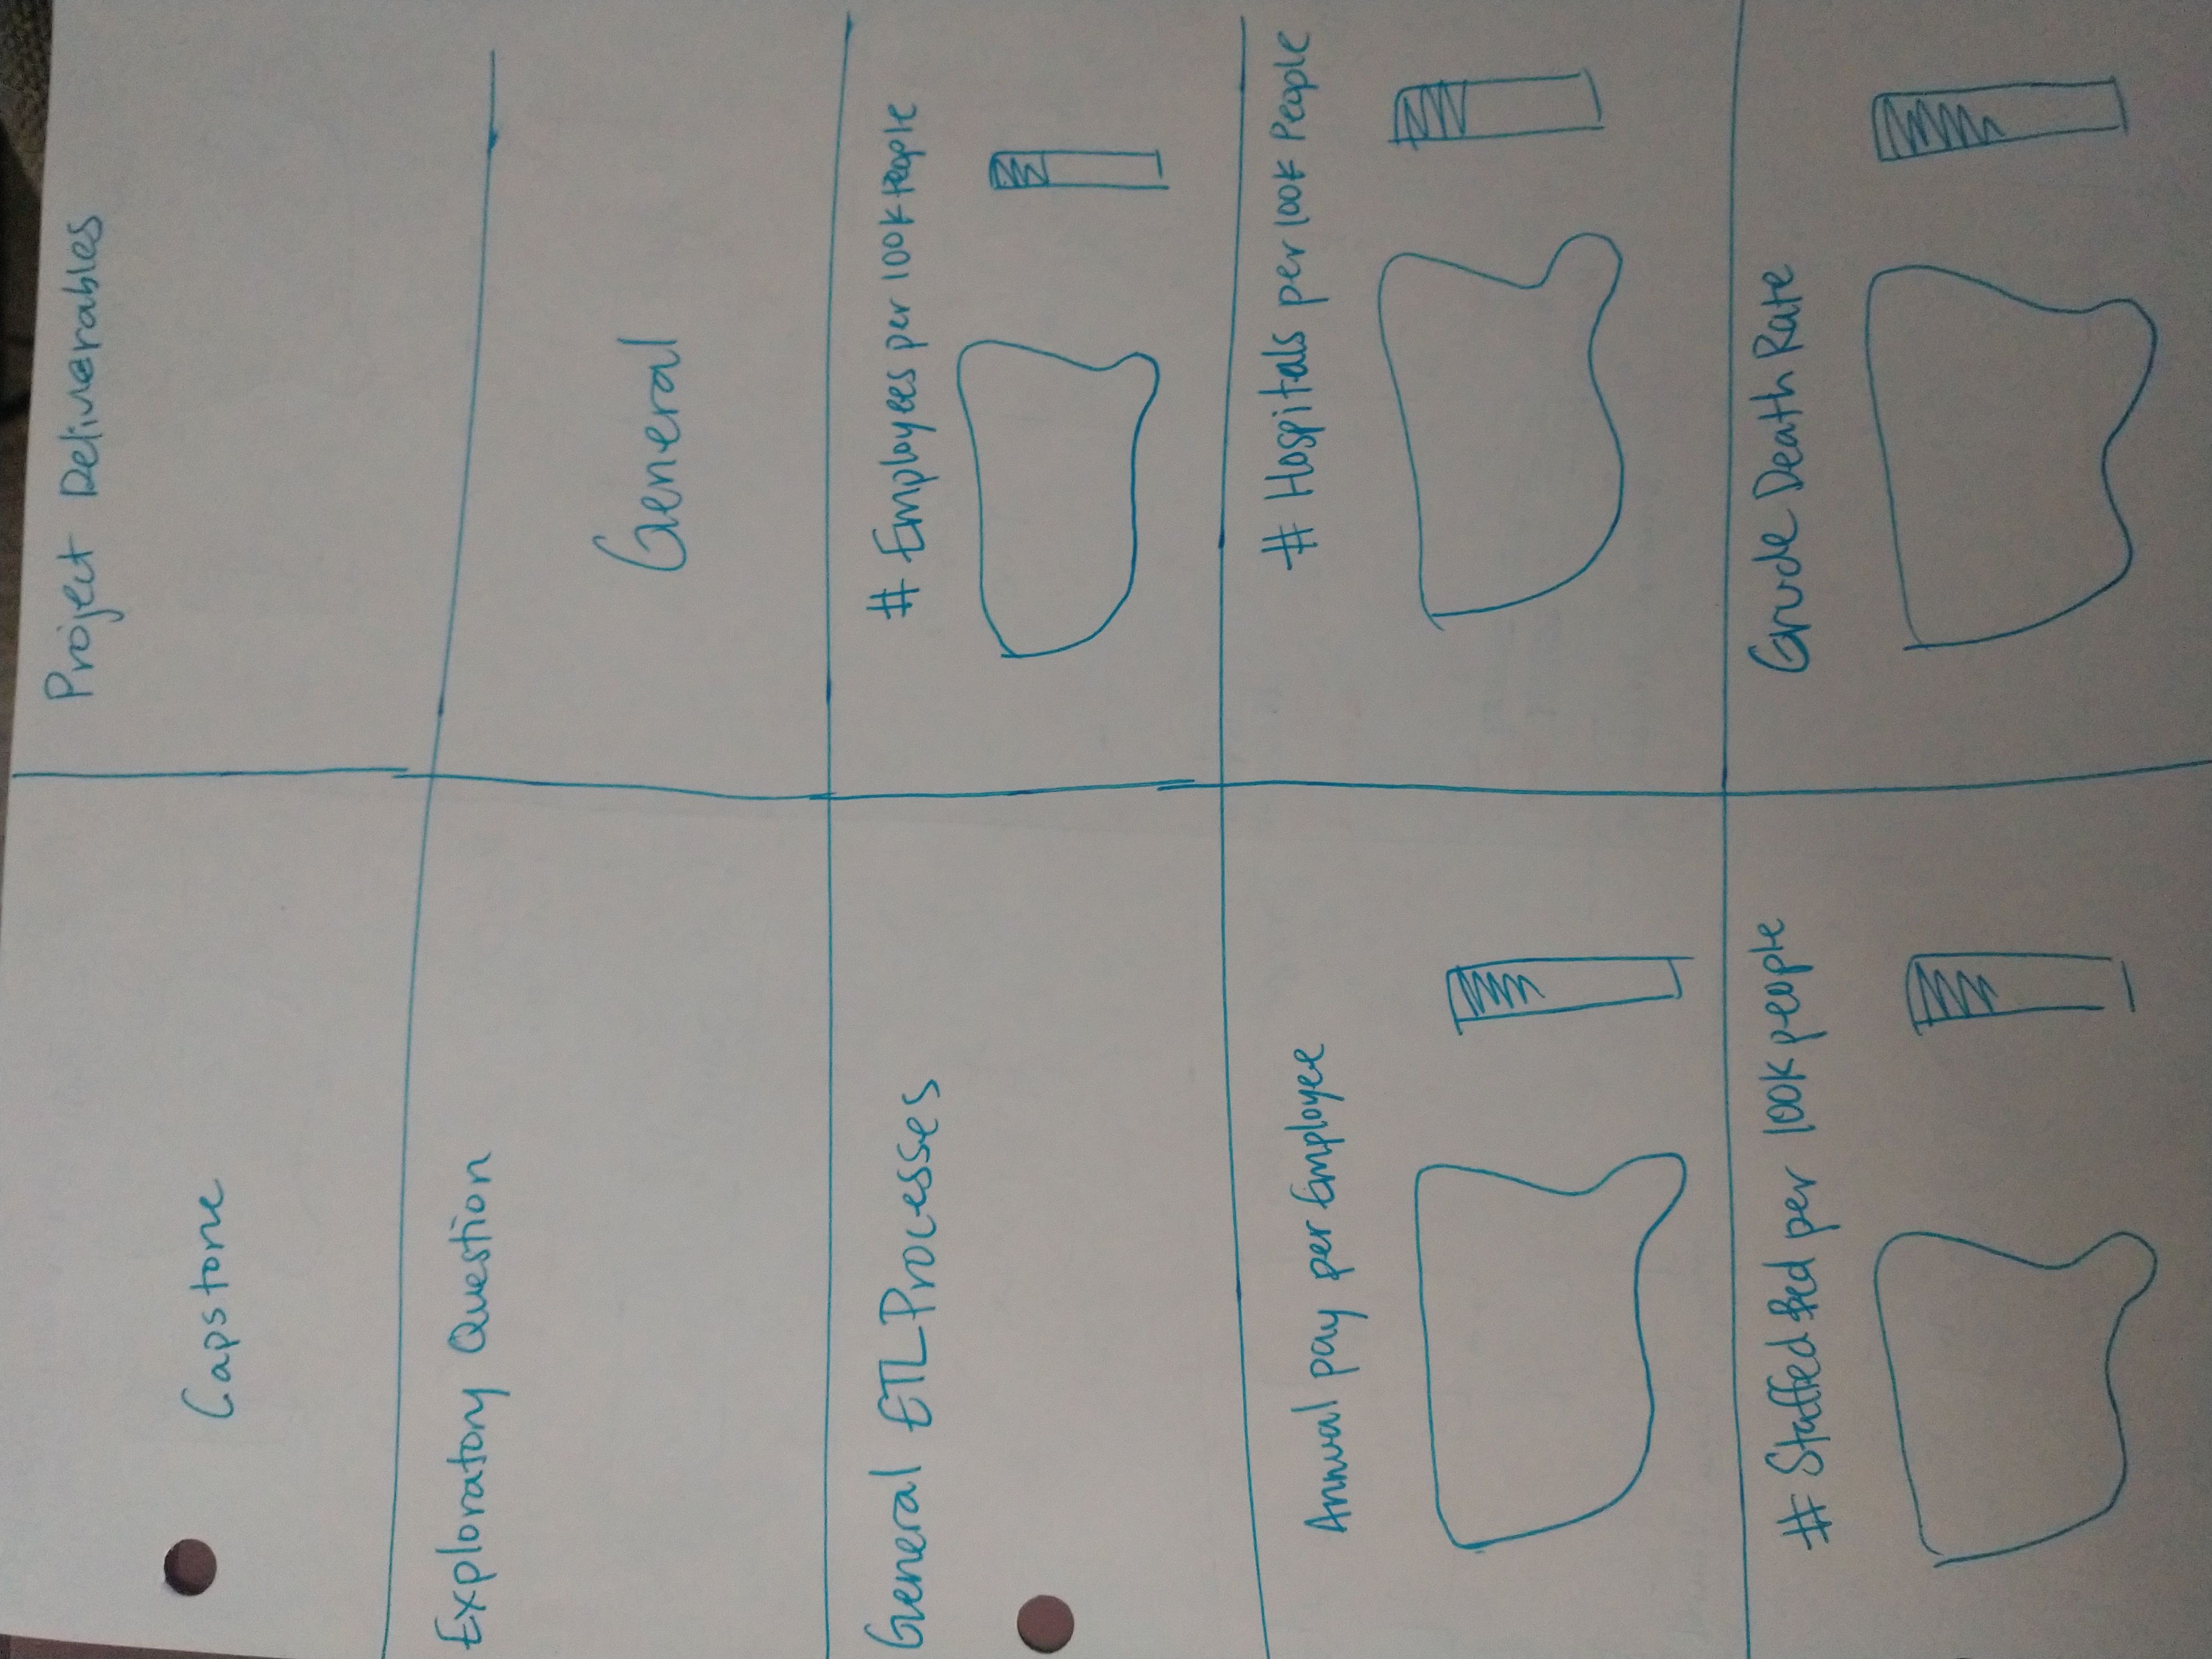 Capstone
Project Deliverables
Exploratory Question
General
General ETL Processes
# Employees per 100k People
Annual pay per Employee
# Hospitals per 100k People
# Staffed Bed per 100k people
Crude Death Rate